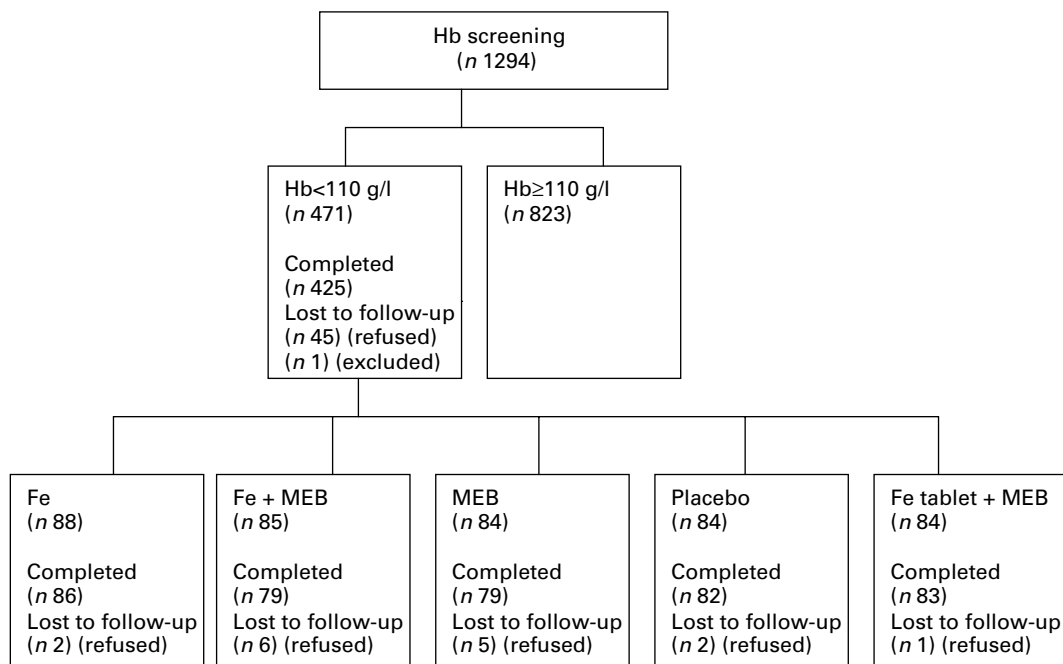 Hb screening
(n 1294)
Hb<110 g/l
(n 471)
Completed
(n 425)
Lost to follow-up
(n 45) (refused)
(n 1) (excluded)
Hb≥110 g/l
(n 823)
Fe
(n 88)
Completed
(n 86)
Lost to follow-up
(n 2) (refused)
Fe + MEB
(n 85)
Completed
(n 79)
Lost to follow-up
(n 6) (refused)
MEB
(n 84)
Completed
(n 79)
Lost to follow-up
(n 5) (refused)
Placebo
(n 84)
Completed
(n 82)
Lost to follow-up
(n 2) (refused)
Fe tablet + MEB
(n 84)
Completed
(n 83)
Lost to follow-up
(n 1) (refused)